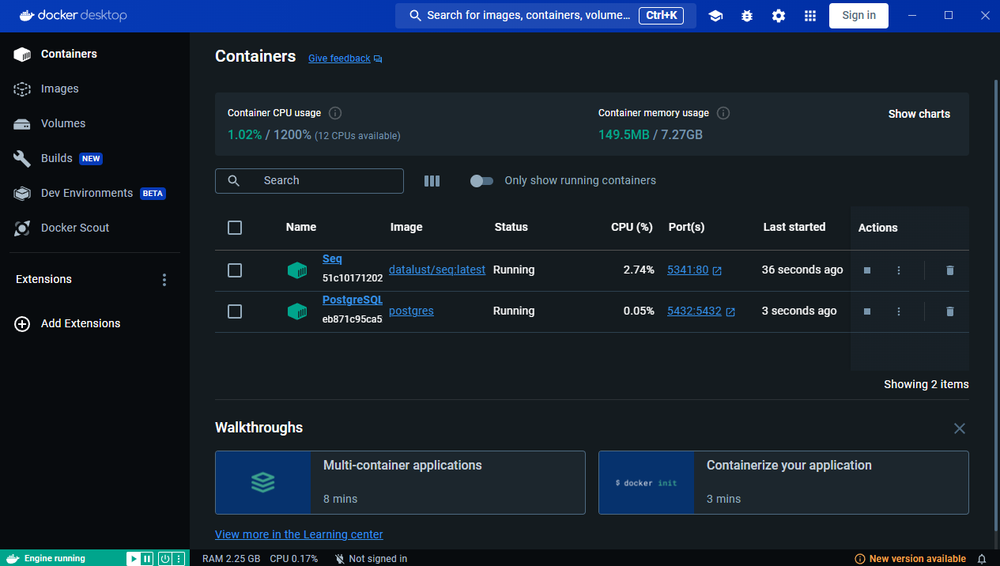 docker desktop
Search for images, containers, volume... Ctrl+K
Sign in
Containers
Images
Volumes
Builds NEW
Dev Environments BETA
Docker Scout
Extensions
Add Extensions
Containers Give feedback
Container CPU usage
1.02% / 1200% (12 CPUs available)
Container memory usage
149.5MB / 7.27GB
Show charts
Search
Only show running containers
Name Image Status CPU (%) Port(s) Last started Actions
Seq
51c10171202
datalust/seq:latest Running 2.74% 5341:80 36 seconds ago
PostgreSQL
eb871c95ca5
postgres Running 0.05% 5432:5432 3 seconds ago
Showing 2 items
Walkthroughs
Multi-container applications
8 mins
$ docker init
Containerize your application
3 mins
View more in the Learning center
Engine running
RAM 2.25 GB CPU 0.17% Not signed in
New version available